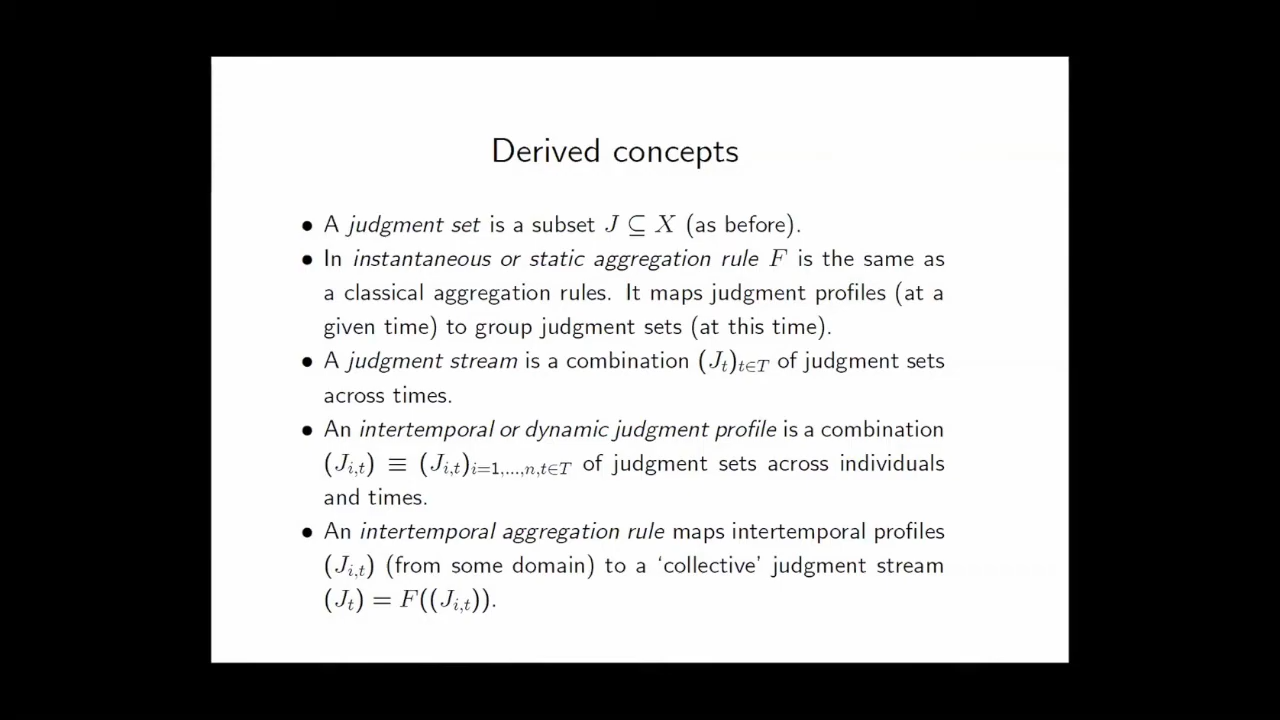 Derived concepts
• A judgment set is a subset J ⊆ X (as before).
• In instantaneous or static aggregation rule F is the same as
a classical aggregation rules. It maps judgment profiles (at a
given time) to group judgment sets (at this time).
• A judgment stream is a combination (J_t)_{t∈T} of judgment sets
across times.
• An intertemporal or dynamic judgment profile is a combination
(J_{i,t}) ≡ (J_{i,t})_{i=1,...,n,t∈T} of judgment sets across individuals
and times.
• An intertemporal aggregation rule maps intertemporal profiles
(J_{i,t}) (from some domain) to a ‘collective’ judgment stream
(J_t) = F((J_{i,t})).